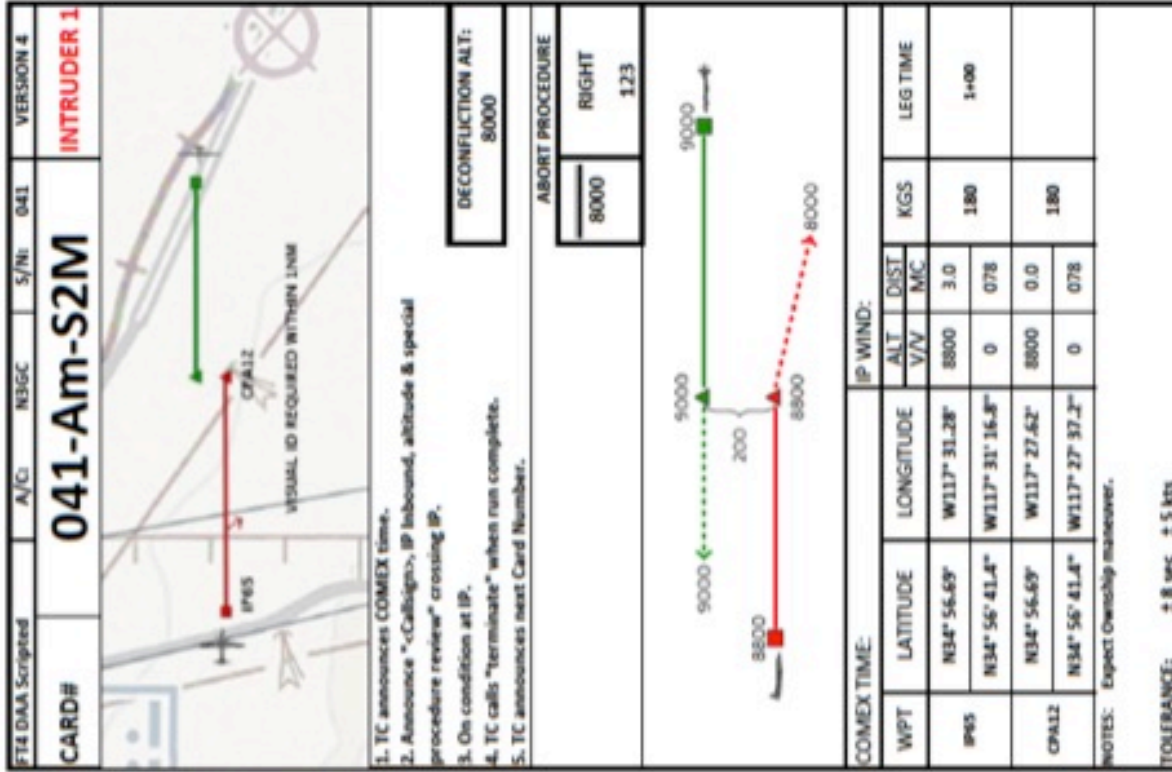 FT4 DAA Scripted A/C: N3GC S/N: 041 VERSION 4
CARD# 041-Am-S2M INTRUDER 1
IP65
CPA12
VISUAL ID REQUIRED WITHIN 1NM
1. TC announces COMEX time.
2. Announce "<Callsign>, IP Inbound, altitude & special
procedure review" crossing IP.
3. On condition at IP.
4. TC calls "terminate" when run complete.
5. TC announces next Card Number.
DECONFLICTION ALT:
8000
ABORT PROCEDURE
8000 RIGHT
123
9000 9000 9000
200
8800 8800 8000
COMEX TIME: IP WIND:
WPT LATITUDE LONGITUDE ALT DIST KGS LEG TIME
V/V MC
IP65 N34° 56.69' W117° 31.28' 8800 3.0 180 1+00
N34° 56' 41.4" W117° 31' 16.8" 0 078
CPA12 N34° 56.69' W117° 27.62' 8800 0.0 180
N34° 56' 41.4" W117° 27' 37.2" 0 078
NOTES: Expect Ownship maneuver.
TOLERANCE: ± 8 sec ± 5 kts